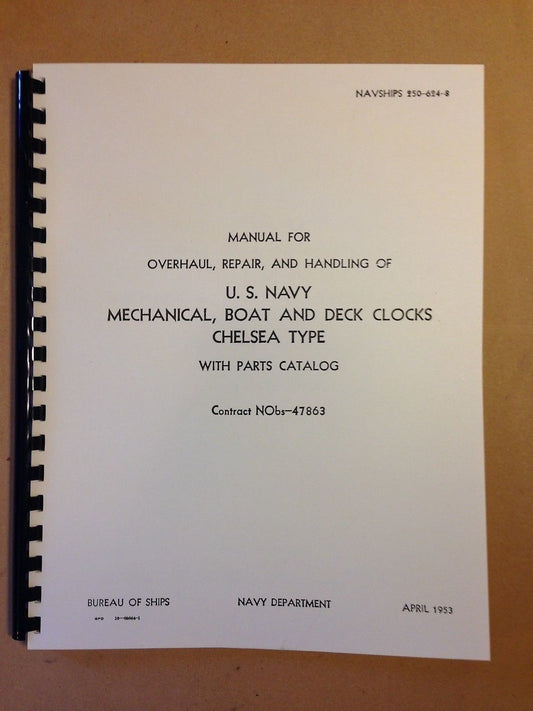 NAVSHIPS 250-624-8
MANUAL FOR
OVERHAUL, REPAIR, AND HANDLING OF
U. S. NAVY
MECHANICAL, BOAT AND DECK CLOCKS
CHELSEA TYPE
WITH PARTS CATALOG
Contract NObs-47863
BUREAU OF SHIPS NAVY DEPARTMENT APRIL 1953
GPO